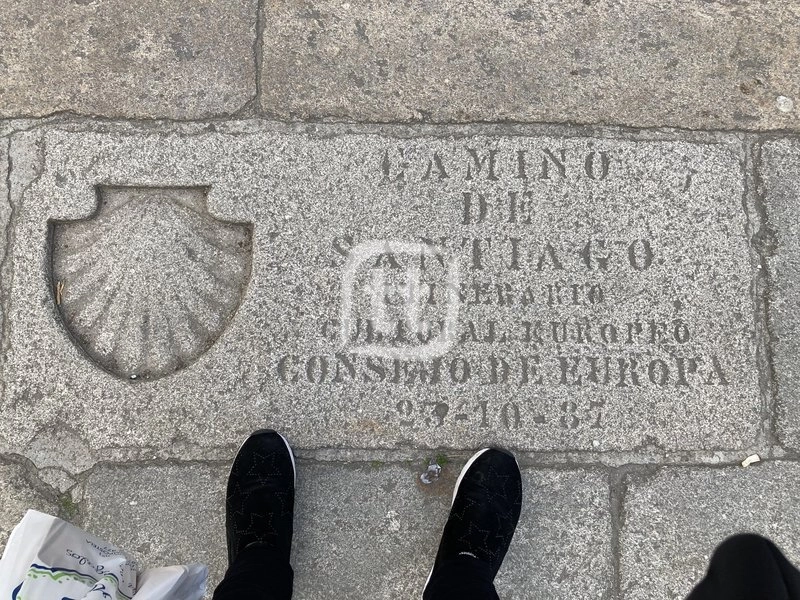 CAMINO
DE
SANTIAGO
ITINERARIO
CULTURAL EUROPEO
CONSEJO DE EUROPA
23-10-87